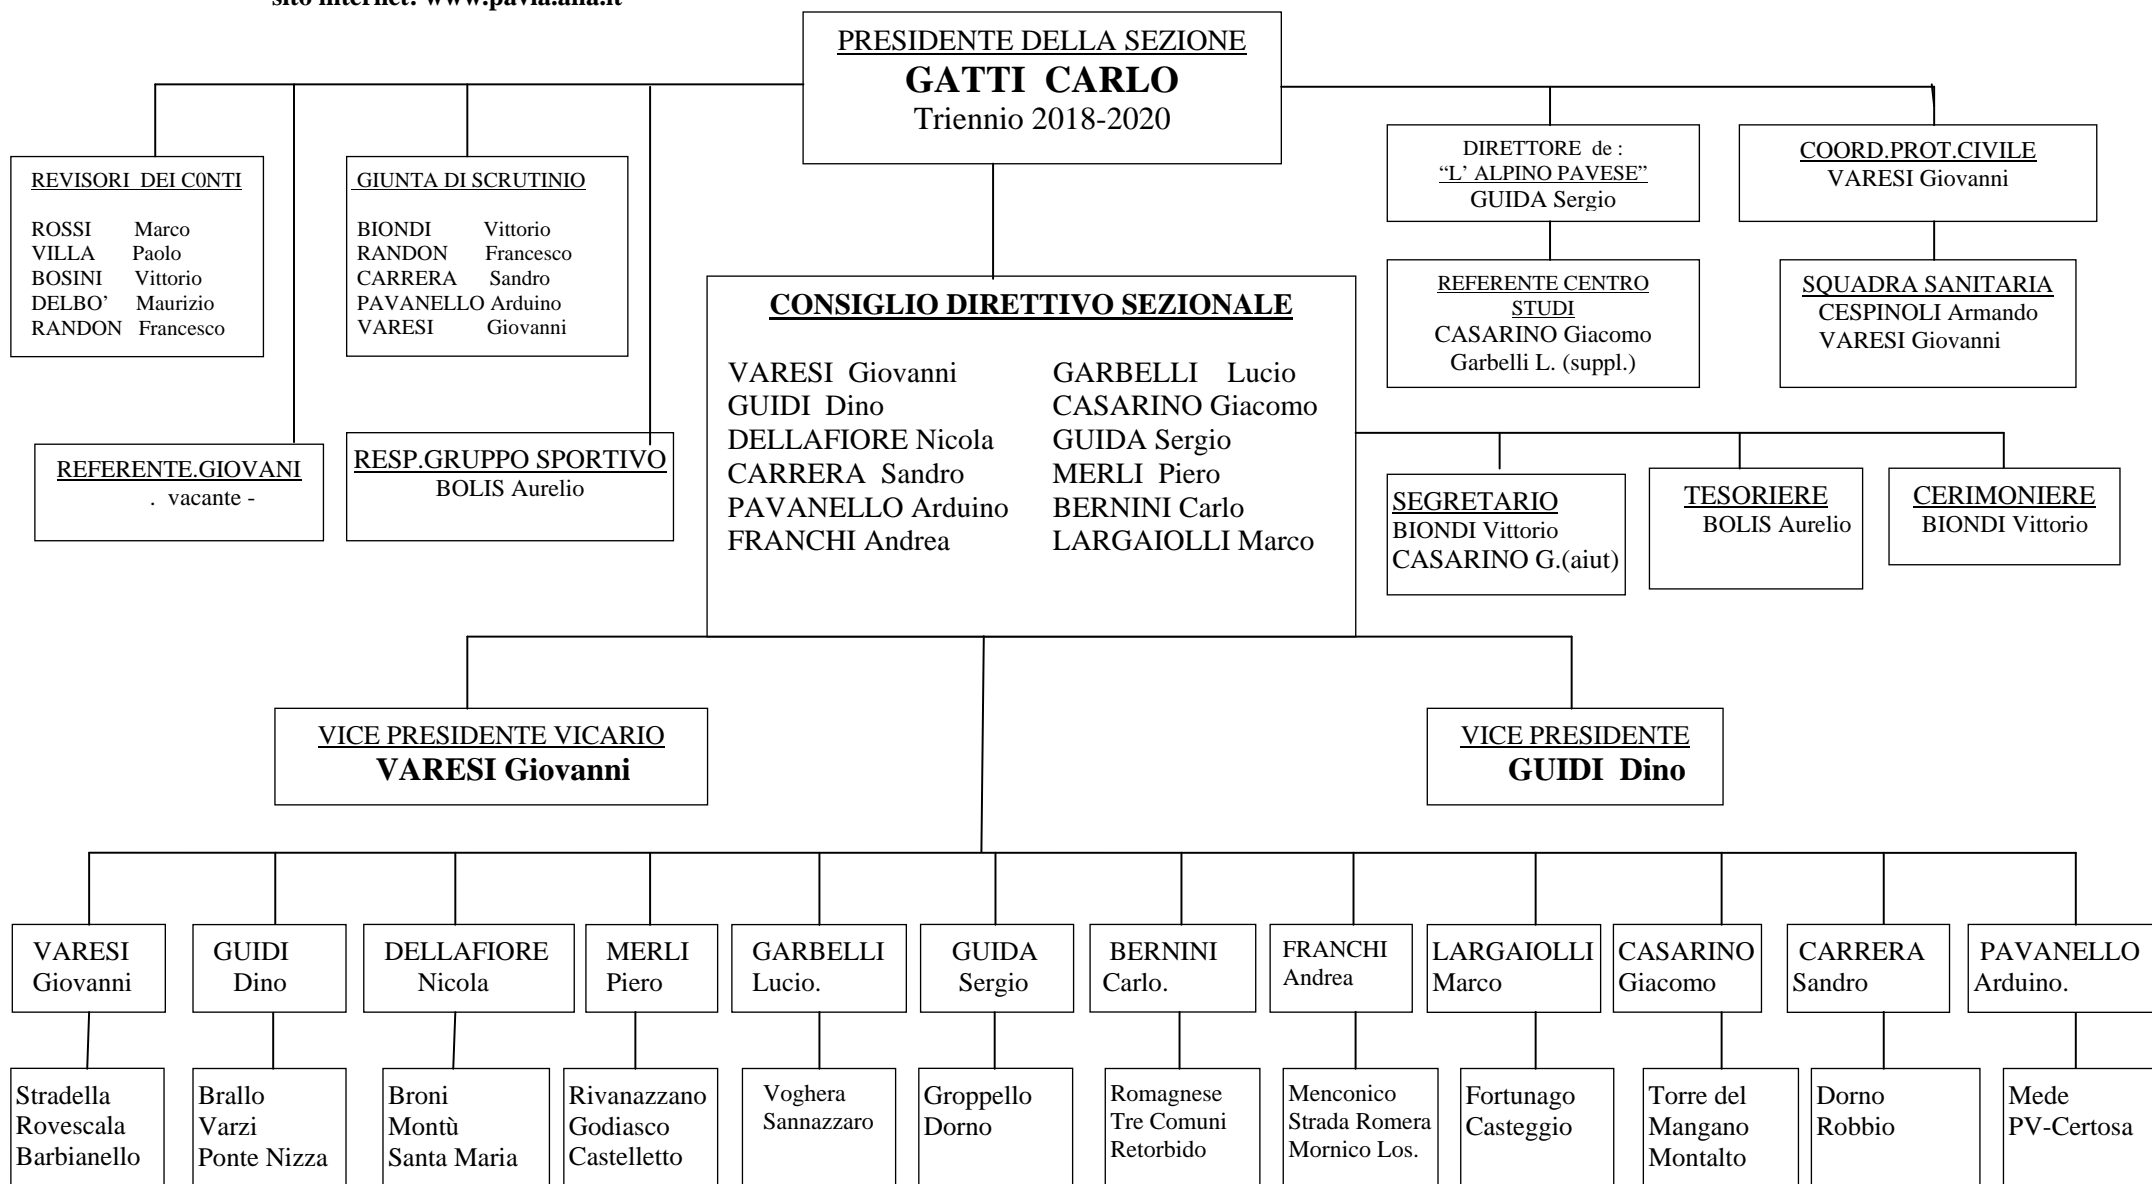 sito internet: www.pavia.ana.it
PRESIDENTE DELLA SEZIONE
GATTI CARLO
Triennio 2018-2020
REVISORI DEI C0NTI
ROSSI Marco
VILLA Paolo
BOSINI Vittorio
DELBO’ Maurizio
RANDON Francesco
GIUNTA DI SCRUTINIO
BIONDI Vittorio
RANDON Francesco
CARRERA Sandro
PAVANELLO Arduino
VARESI Giovanni
DIRETTORE de :
“L’ ALPINO PAVESE”
GUIDA Sergio
COORD.PROT.CIVILE
VARESI Giovanni
REFERENTE CENTRO
STUDI
CASARINO Giacomo
Garbelli L. (suppl.)
SQUADRA SANITARIA
CESPINOLI Armando
VARESI Giovanni
REFERENTE.GIOVANI
. vacante -
RESP.GRUPPO SPORTIVO
BOLIS Aurelio
CONSIGLIO DIRETTIVO SEZIONALE
VARESI Giovanni GARBELLI Lucio
GUIDI Dino CASARINO Giacomo
DELLAFIORE Nicola GUIDA Sergio
CARRERA Sandro MERLI Piero
PAVANELLO Arduino BERNINI Carlo
FRANCHI Andrea LARGAIOLLI Marco
SEGRETARIO
BIONDI Vittorio
CASARINO G.(aiut)
TESORIERE
BOLIS Aurelio
CERIMONIERE
BIONDI Vittorio
VICE PRESIDENTE VICARIO
VARESI Giovanni
VICE PRESIDENTE
GUIDI Dino
VARESI
Giovanni
GUIDI
Dino
DELLAFIORE
Nicola
MERLI
Piero
GARBELLI
Lucio.
GUIDA
Sergio
BERNINI
Carlo.
FRANCHI
Andrea
LARGAIOLLI
Marco
CASARINO
Giacomo
CARRERA
Sandro
PAVANELLO
Arduino.
Stradella
Rovescala
Barbianello
Brallo
Varzi
Ponte Nizza
Broni
Montù
Santa Maria
Rivanazzano
Godiasco
Castelletto
Voghera
Sannazzaro
Groppello
Dorno
Romagnese
Tre Comuni
Retorbido
Menconico
Strada Romera
Mornico Los.
Fortunago
Casteggio
Torre del
Mangano
Montalto
Dorno
Robbio
Mede
PV-Certosa